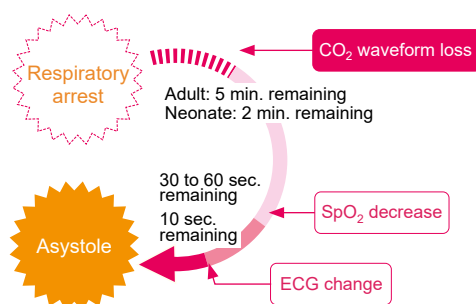 Respiratory
arrest
CO₂ waveform loss
Adult: 5 min. remaining
Neonate: 2 min. remaining
30 to 60 sec.
remaining
SpO₂ decrease
10 sec.
remaining
Asystole
ECG change